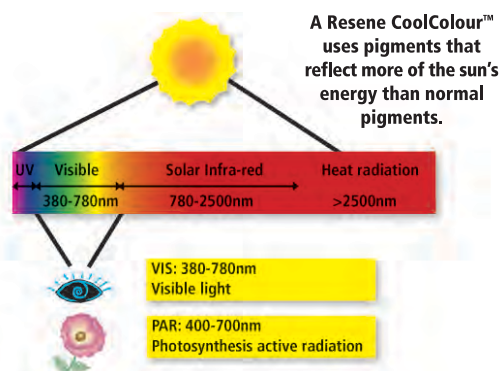 A Resene CoolColour™
uses pigments that
reflect more of the sun's
energy than normal
pigments.
UV Visible Solar Infra-red Heat radiation
380-780nm 780-2500nm >2500nm
VIS: 380-780nm
Visible light
PAR: 400-700nm
Photosynthesis active radiation